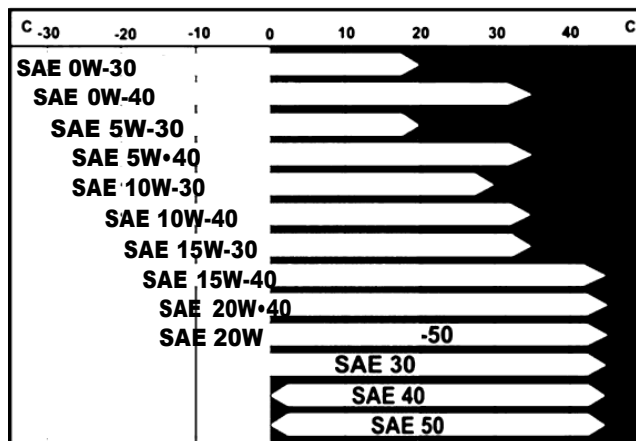 C -30 -20 -10 0 10 20 30 40 C
SAE 0W-30
SAE 0W-40
SAE 5W-30
SAE 5W•40
SAE 10W-30
SAE 10W-40
SAE 15W-30
SAE 15W-40
SAE 20W•40
SAE 20W -50
SAE 30
SAE 40
SAE 50